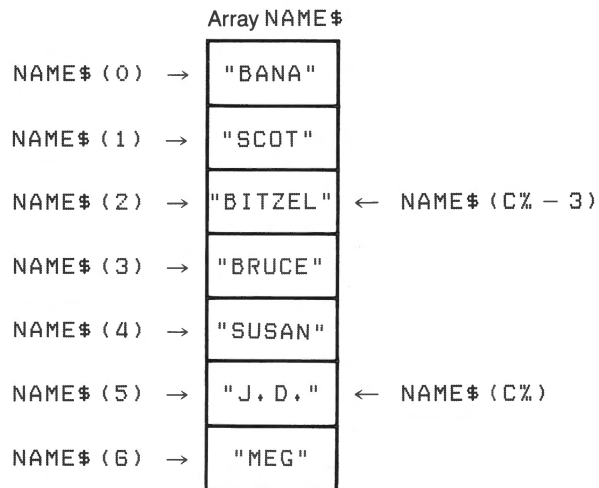 Array NAME$
NAME$(0) → "BANA"
NAME$(1) → "SCOT"
NAME$(2) → "BITZEL" ← NAME$(C% - 3)
NAME$(3) → "BRUCE"
NAME$(4) → "SUSAN"
NAME$(5) → "J.D." ← NAME$(C%)
NAME$(6) → "MEG"